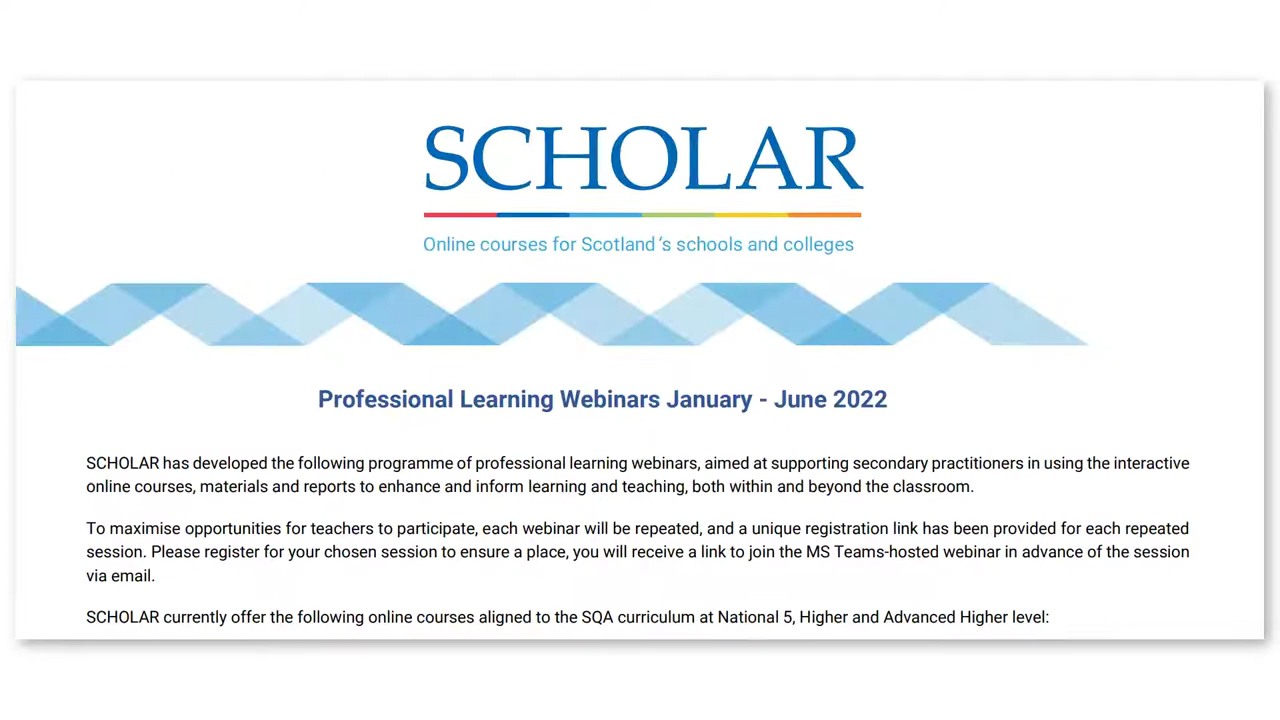 SCHOLAR
Online courses for Scotland's schools and colleges
Professional Learning Webinars January - June 2022
SCHOLAR has developed the following programme of professional learning webinars, aimed at supporting secondary practitioners in using the interactive
online courses, materials and reports to enhance and inform learning and teaching, both within and beyond the classroom.
To maximise opportunities for teachers to participate, each webinar will be repeated, and a unique registration link has been provided for each repeated
session. Please register for your chosen session to ensure a place, you will receive a link to join the MS Teams-hosted webinar in advance of the session
via email.
SCHOLAR currently offer the following online courses aligned to the SQA curriculum at National 5, Higher and Advanced Higher level: